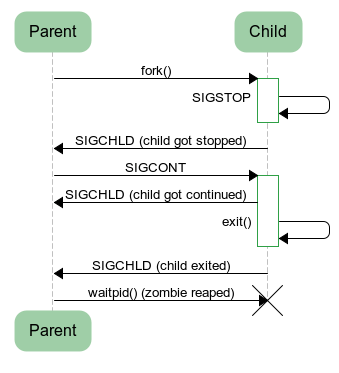 Parent Child
fork()
SIGSTOP
SIGCHLD (child got stopped)
SIGCONT
SIGCHLD (child got continued)
exit()
SIGCHLD (child exited)
waitpid() (zombie reaped)
Parent